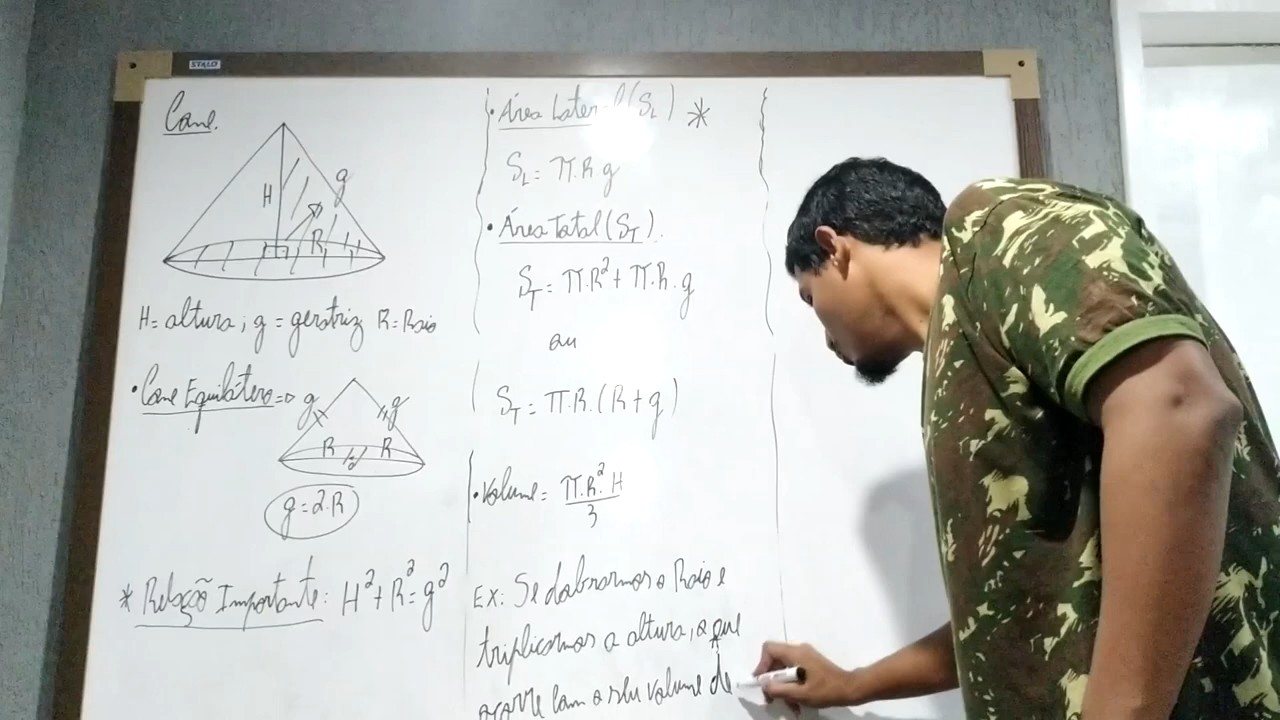 STALO
Cone.
H
g
R
H = altura ; g = geratriz R = Raio
• Cone Equilátero =>
g
g
R
R
g = 2.R
* Relação Importante: H² + R² = g²
• Área Lateral (S_L) *
S_L = π.R.g
• Área Total (S_T).
S_T = π.R² + π.R.g
ou
S_T = π.R.(R+g)
• Volume = π.R².H / 3
Ex: Se dobrarmos o Raio e
triplicarmos a altura, o que
ocorre com o seu volume de